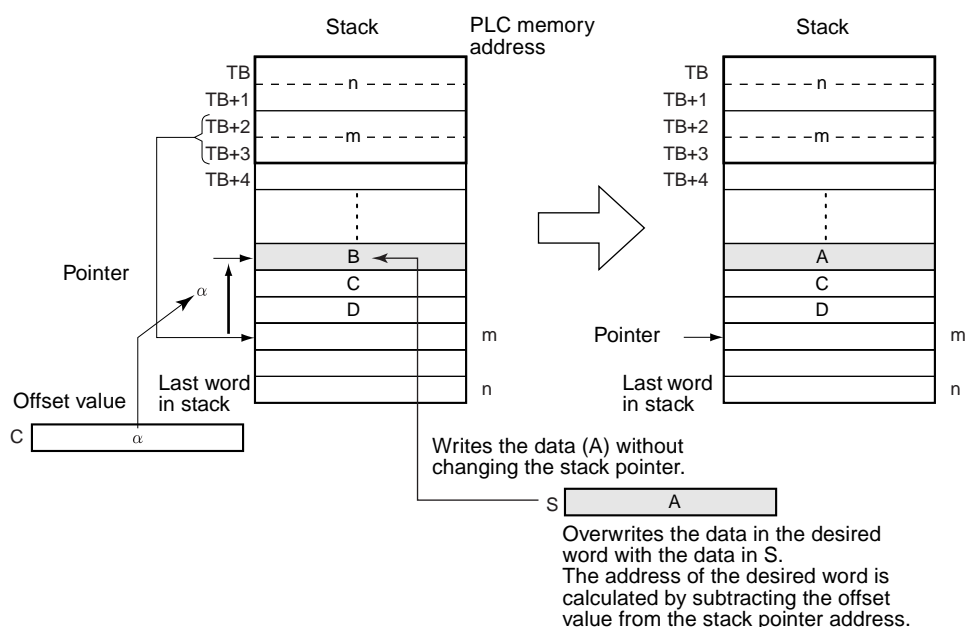 Stack
PLC memory
address
Stack
TB
n
TB+1
TB+2
m
TB+3
TB+4
TB
n
TB+1
TB+2
m
TB+3
TB+4
B
C
D
A
C
D
Pointer
α
m
n
Pointer
m
n
Last word
in stack
Last word
in stack
Offset value
C
α
Writes the data (A) without
changing the stack pointer.
S
A
Overwrites the data in the desired
word with the data in S.
The address of the desired word is
calculated by subtracting the offset
value from the stack pointer address.